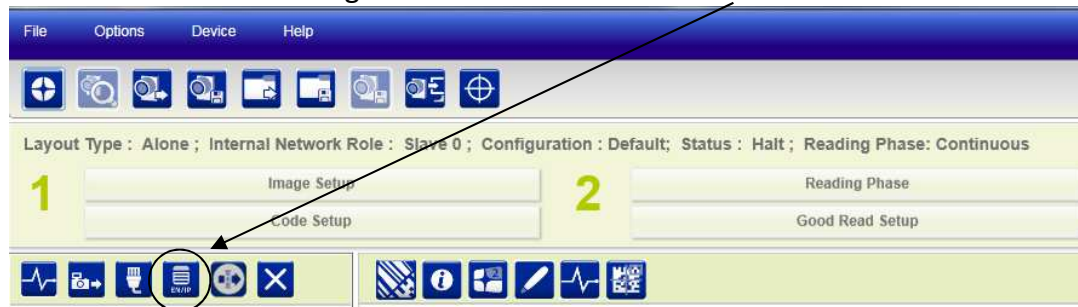 File Options Device Help
Layout Type : Alone ; Internal Network Role : Slave 0 ; Configuration : Default; Status : Halt ; Reading Phase: Continuous
1 Image Setup 2 Reading Phase
Code Setup Good Read Setup
EN/IP